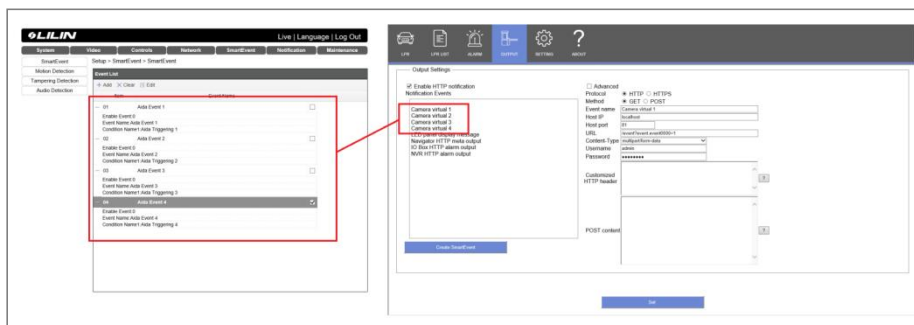 LILIN
Live | Language | Log Out
System Video Controls Network SmartEvent Notification Maintenance
SmartEvent
Motion Detection
Tampering Detection
Audio Detection
Setup > SmartEvent > SmartEvent
Event List
Add Clear Edit
Item Event Name
01 Aida Event 1
Enable Event:0
Event Name:Aida Event 1
Condition Name1:Aida Triggering 1
02 Aida Event 2
Enable Event:0
Event Name:Aida Event 2
Condition Name1:Aida Triggering 2
03 Aida Event 3
Enable Event:0
Event Name:Aida Event 3
Condition Name1:Aida Triggering 3
04 Aida Event 4
Enable Event:0
Event Name:Aida Event 4
Condition Name1:Aida Triggering 4
LPR LPR LIST ALARM OUTPUT SETTING ABOUT
Output Settings
Enable HTTP notification
Notification Events
Camera virtual 1
Camera virtual 2
Camera virtual 3
Camera virtual 4
LED panel display message
Navigator HTTP meta output
IO Box HTTP alarm output
NVR HTTP alarm output
Create SmartEvent
Advanced
Protocol HTTP HTTPS
Method GET POST
Event name Camera virtual 1
Host IP localhost
Host port
URL
Content-Type multipart/form-data
Username admin
Password
Customized
HTTP header
POST content
Set